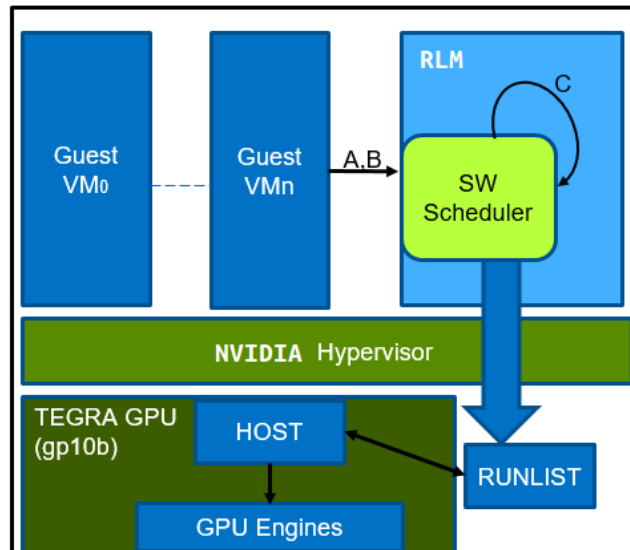 RLM
C
Guest
VM0
Guest
VMn
A,B
SW
Scheduler
NVIDIA Hypervisor
TEGRA GPU
(gp10b)
HOST
RUNLIST
GPU Engines